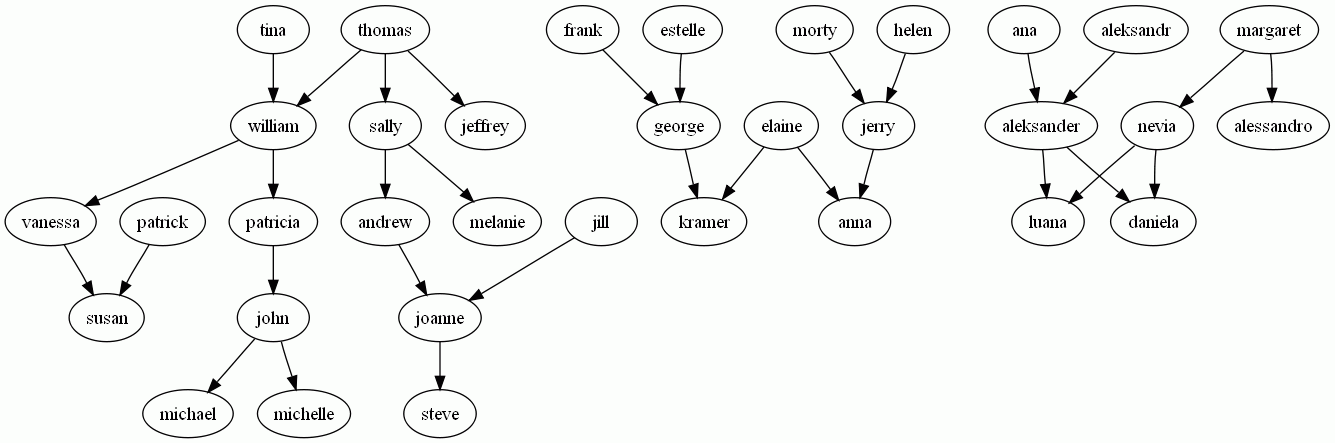 tina thomas frank estelle morty helen ana aleksandr margaret
william sally jeffrey george elaine jerry aleksander nevia alessandro
vanessa patrick patricia andrew melanie jill kramer anna luana daniela
susan john joanne
michael michelle steve